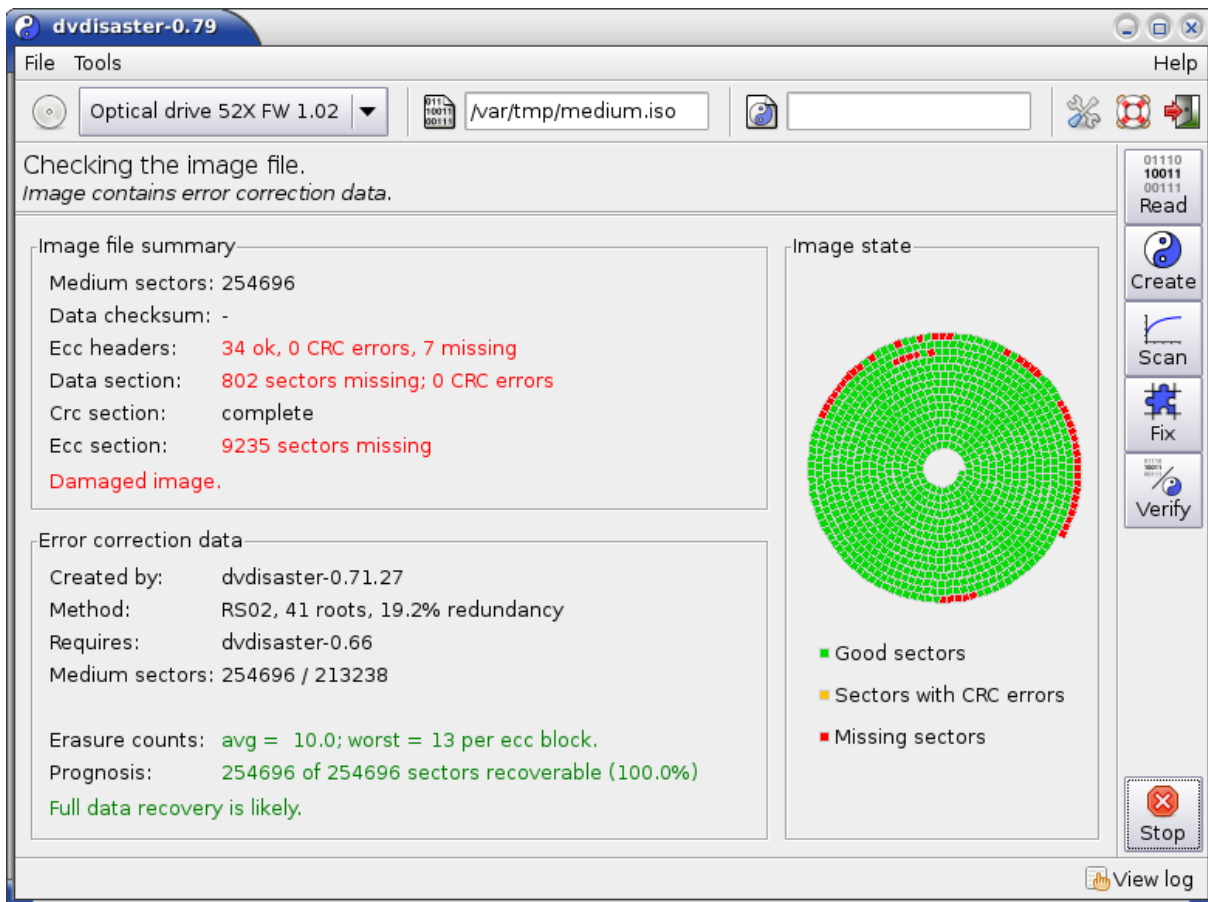 dvdisaster-0.79
File Tools Help
Optical drive 52X FW 1.02 /var/tmp/medium.iso
Checking the image file.
Image contains error correction data.
Image file summary
Medium sectors: 254696
Data checksum: -
Ecc headers: 34 ok, 0 CRC errors, 7 missing
Data section: 802 sectors missing; 0 CRC errors
Crc section: complete
Ecc section: 9235 sectors missing
Damaged image.
Error correction data
Created by: dvdisaster-0.71.27
Method: RS02, 41 roots, 19.2% redundancy
Requires: dvdisaster-0.66
Medium sectors: 254696 / 213238
Erasure counts: avg = 10.0; worst = 13 per ecc block.
Prognosis: 254696 of 254696 sectors recoverable (100.0%)
Full data recovery is likely.
Image state
Good sectors
Sectors with CRC errors
Missing sectors
01110
10011
00111
Read
Create
Scan
Fix
Verify
Stop
View log